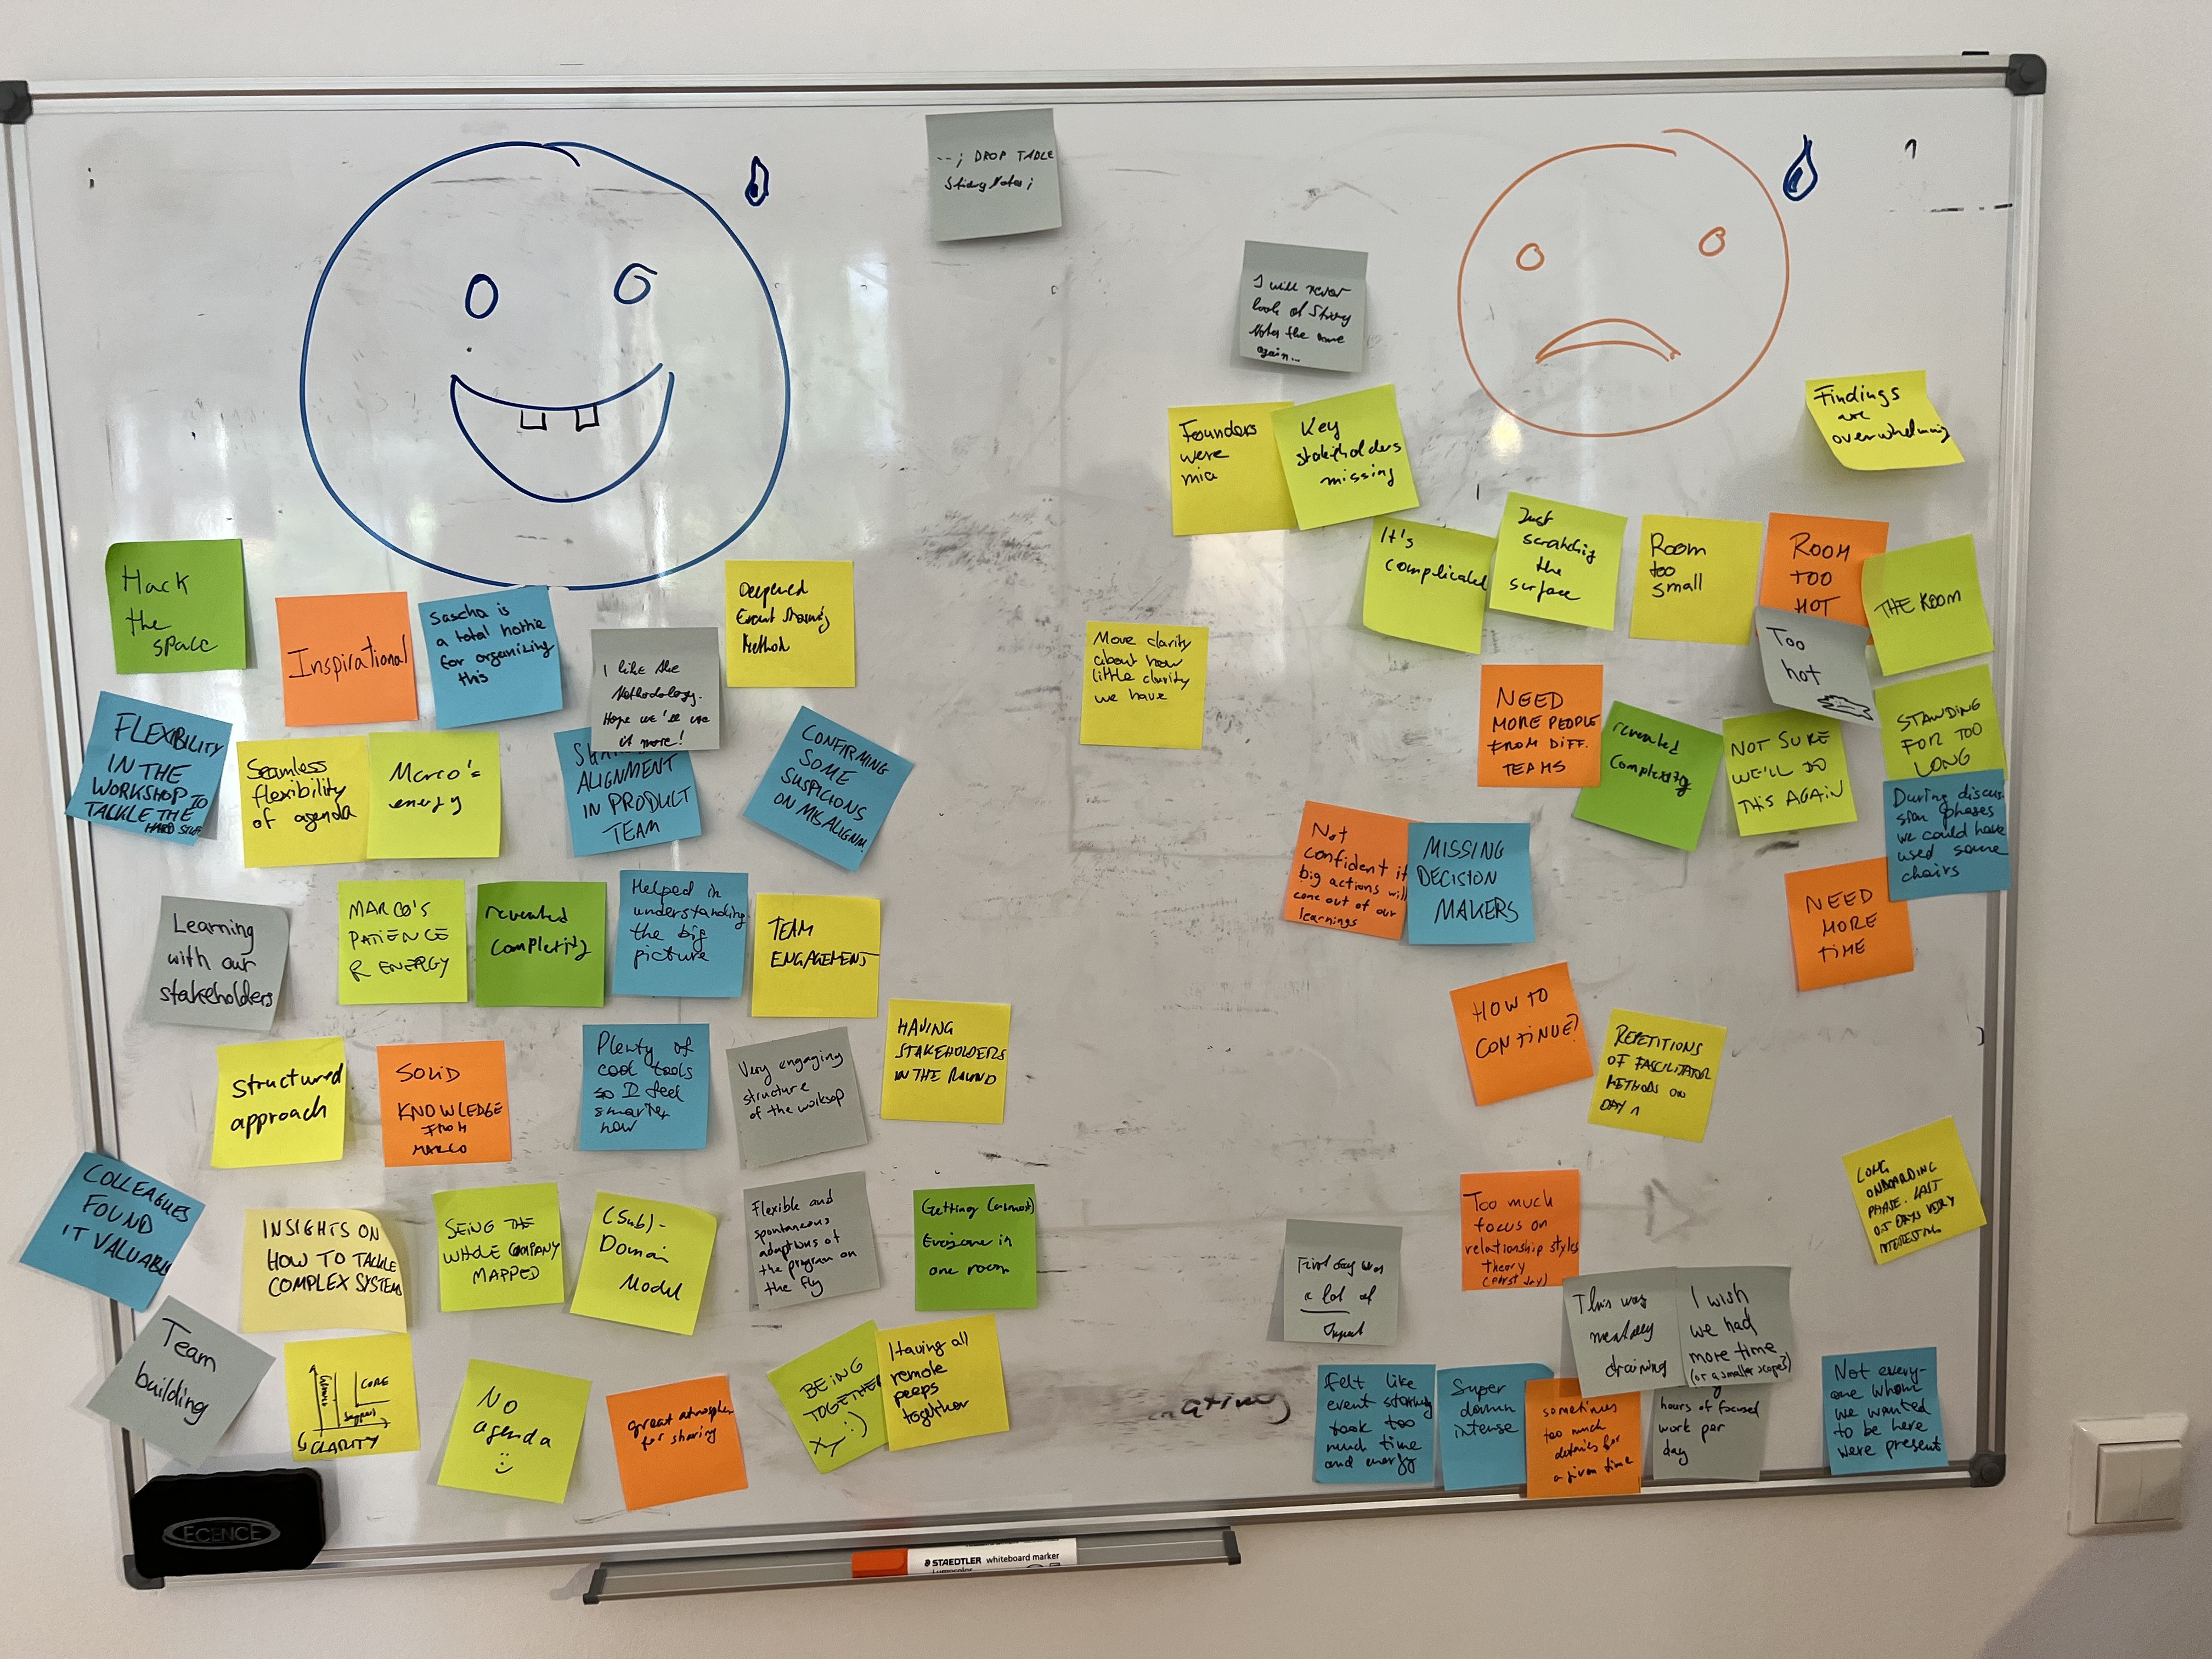 --; DROP TABLE
Sticky Notes;
I will never
look at Sticky
Notes the same
again...
Findings
are
overwhelming
Founders
were
mia
Key
stakeholders
missing
It's
complicated
Just
scratching
the
surface
Room
too
small
ROOM
TOO
HOT
THE ROOM
Too
hot
Hack
the
space
Inspirational
Sascha is
a total hottie
for organizing
this
I like the
Methodology.
Hope we'll use
it more!
Deepened
Event Storming
Method
More clarity
about how
little clarity
we have
NEED
MORE PEOPLE
FROM DIFF.
TEAMS
revealed
complexity
NOT SURE
WE'LL DO
THIS AGAIN
STANDING
FOR TOO
LONG
FLEXIBILITY
IN THE
WORKSHOP TO
TACKLE THE
HARD STUFF
Seamless
flexibility
of agenda
Marco's
energy
ALIGNMENT
IN PRODUCT
TEAM
CONFIRMING
SOME
SUSPICIONS
ON MISALIGNM.
During discus-
sion phases
we could have
used some
chairs
Not
confident if
big actions will
come out of our
learnings
MISSING
DECISION
MAKERS
NEED
MORE
TIME
Learning
with our
stakeholders
MARCO'S
PATIENCE
& ENERGY
revealed
complexity
Helped in
understanding
the big
picture
TEAM
ENGAGEMENT
HOW TO
CONTINUE?
REPETITIONS
OF FASCILITATOR
METHODS ON
DAY 1
Structured
approach
SOLID
KNOWLEDGE
FROM
MARCO
Plenty of
cool tools
so I feel
smarter
now
Very engaging
structure
of the worksop
HAVING
STAKEHOLDERS
IN THE ROUND
LONG
ONBOARDING
PHASE. LAST
0.5 DAYS VERY
INTERESTING
COLLEAGUES
FOUND
IT VALUABLE
INSIGHTS ON
HOW TO TACKLE
COMPLEX SYSTEMS
SEING THE
WHOLE COMPANY
MAPPED
(Sub)-
Domain
Model
Flexible and
spontaneous
adaptions of
the program on
the fly
Getting (almost)
Everyone in
one room
First day was
a lot of
Input
Too much
focus on
relationship styles
theory
(first day)
This was
mentally
draining
I wish
we had
more time
(or a smaller scope?)
Team
building
CORE
Support
CLARITY
No
agenda
great atmosphere
for sharing
BEING
TOGETHER
:)
Having all
remote
peeps
together
Felt like
event storming
took too
much time
and energy
Super
damn
intense
sometimes
too much
details for
a given time
hours of focused
work per
day
Not every-
one whom
we wanted
to be here
were present
ECENCE
STAEDTLER whiteboard marker
Lumocolor